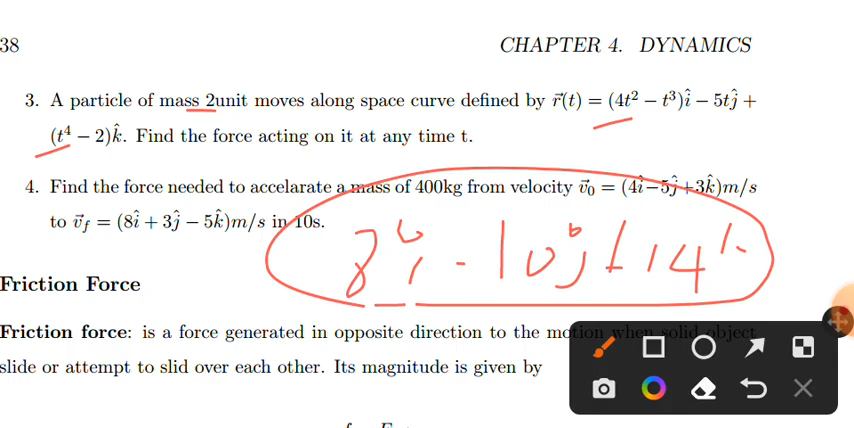 38
CHAPTER 4. DYNAMICS
3. A particle of mass 2unit moves along space curve defined by r⃗(t) = (4t² − t³)î − 5tĵ +
(t⁴ − 2)k̂. Find the force acting on it at any time t.
4. Find the force needed to accelarate a mass of 400kg from velocity v⃗₀ = (4î−5ĵ+3k̂)m/s
to v⃗f = (8î + 3ĵ − 5k̂)m/s in 10s.
8i - 10j + 14k
Friction Force
Friction force: is a force generated in opposite direction to the motion when solid object
slide or attempt to slid over each other. Its magnitude is given by